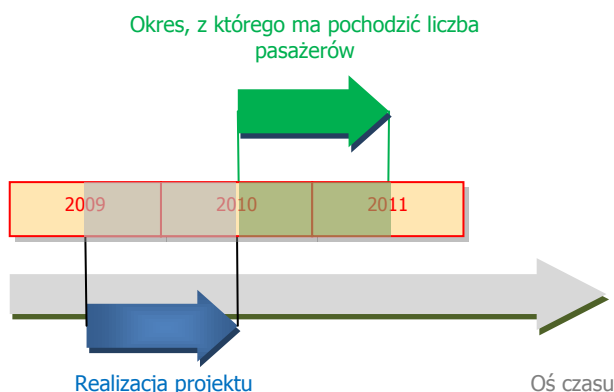 Okres, z którego ma pochodzić liczba
pasażerów
2009 2010 2011
Realizacja projektu
Oś czasu